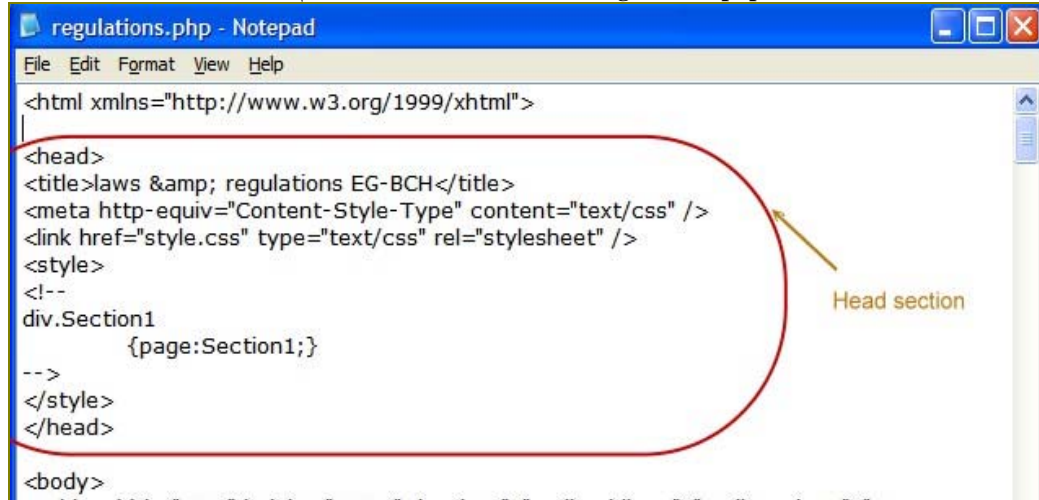 regulations.php - Notepad
File Edit Format View Help
<html xmlns="http://www.w3.org/1999/xhtml">
<head>
<title>laws &amp; regulations EG-BCH</title>
<meta http-equiv="Content-Style-Type" content="text/css" />
<link href="style.css" type="text/css" rel="stylesheet" />
<style>
<!--
div.Section1
{page:Section1;}
-->
</style>
</head>
Head section
<body>